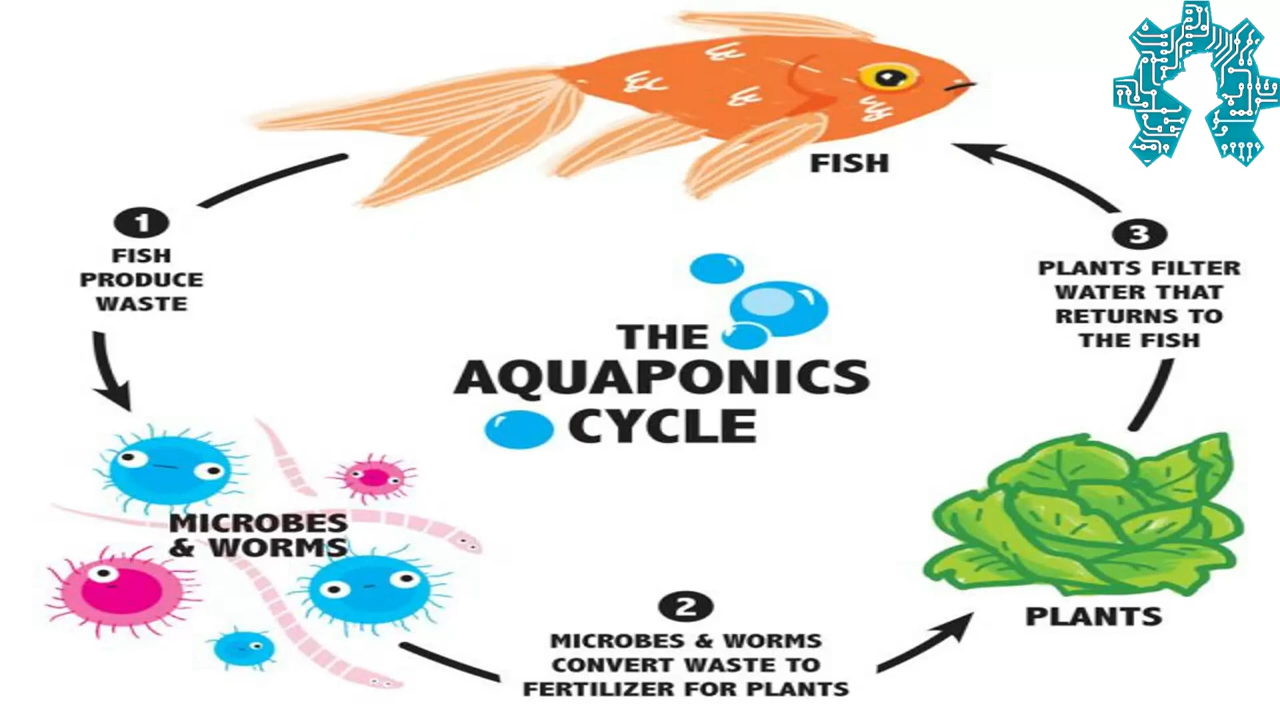 FISH
1
FISH
PRODUCE
WASTE
3
PLANTS FILTER
WATER THAT
RETURNS TO
THE FISH
THE
AQUAPONICS
CYCLE
MICROBES
& WORMS
2
MICROBES & WORMS
CONVERT WASTE TO
FERTILIZER FOR PLANTS
PLANTS